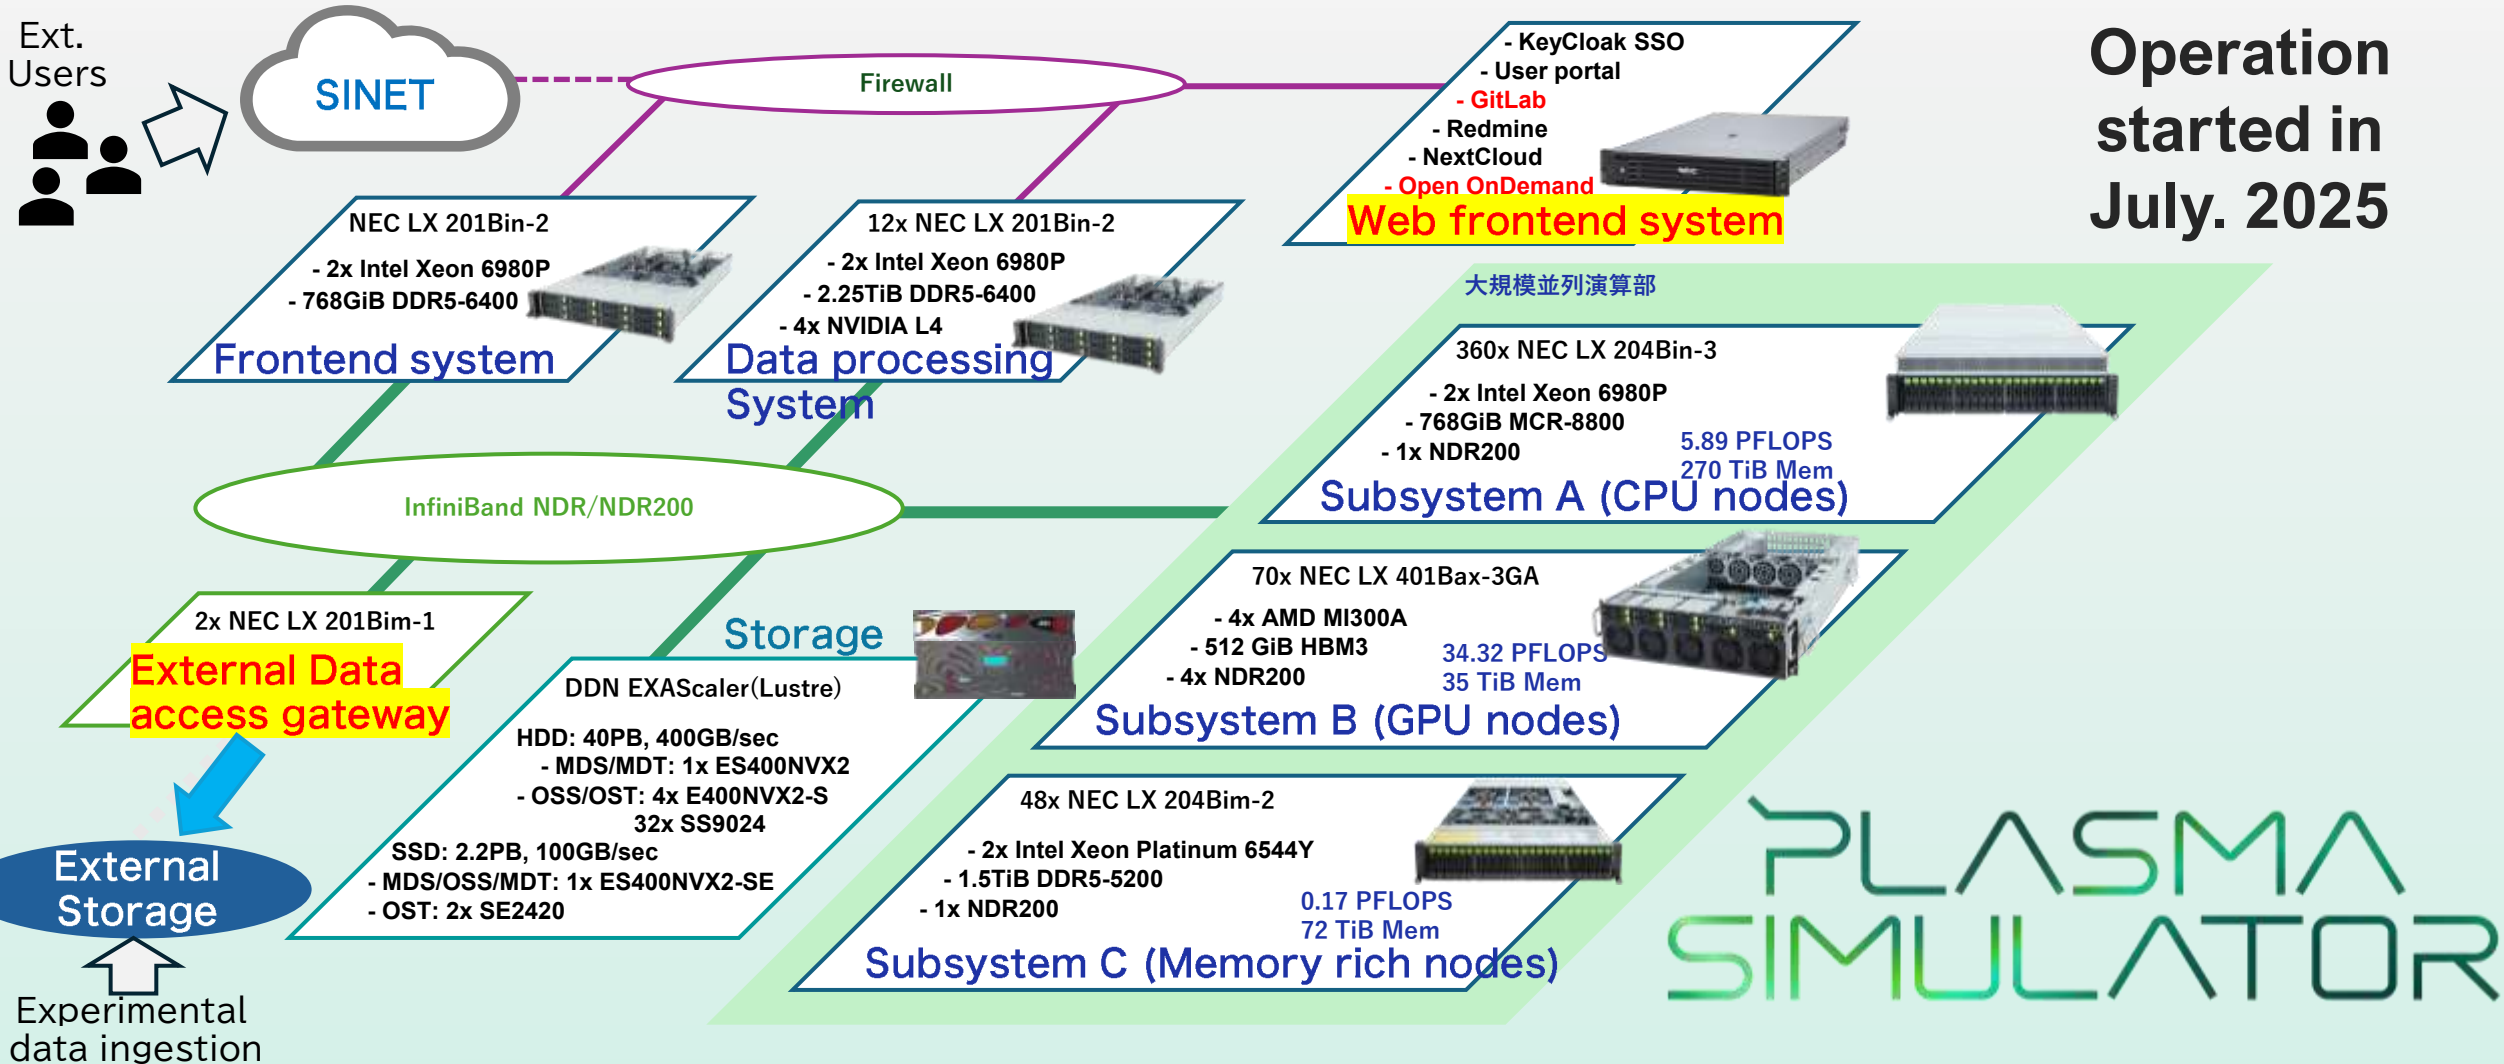 Ext.
Users
SINET
Firewall
- KeyCloak SSO
- User portal
- GitLab
- Redmine
- NextCloud
- Open OnDemand
Web frontend system
Operation
started in
July. 2025
NEC LX 201Bin-2
- 2x Intel Xeon 6980P
- 768GiB DDR5-6400
Frontend system
12x NEC LX 201Bin-2
- 2x Intel Xeon 6980P
- 2.25TiB DDR5-6400
- 4x NVIDIA L4
Data processing
System
大規模並列演算部
360x NEC LX 204Bin-3
- 2x Intel Xeon 6980P
- 768GiB MCR-8800
- 1x NDR200
5.89 PFLOPS
270 TiB Mem
Subsystem A (CPU nodes)
InfiniBand NDR/NDR200
70x NEC LX 401Bax-3GA
- 4x AMD MI300A
- 512 GiB HBM3
- 4x NDR200
34.32 PFLOPS
35 TiB Mem
Subsystem B (GPU nodes)
2x NEC LX 201Bim-1
External Data
access gateway
Storage
DDN EXAScaler(Lustre)
HDD: 40PB, 400GB/sec
- MDS/MDT: 1x ES400NVX2
- OSS/OST: 4x E400NVX2-S
32x SS9024
SSD: 2.2PB, 100GB/sec
- MDS/OSS/MDT: 1x ES400NVX2-SE
- OST: 2x SE2420
48x NEC LX 204Bim-2
- 2x Intel Xeon Platinum 6544Y
- 1.5TiB DDR5-5200
- 1x NDR200
0.17 PFLOPS
72 TiB Mem
Subsystem C (Memory rich nodes)
External
Storage
Experimental
data ingestion
PLASMA
SIMULATOR